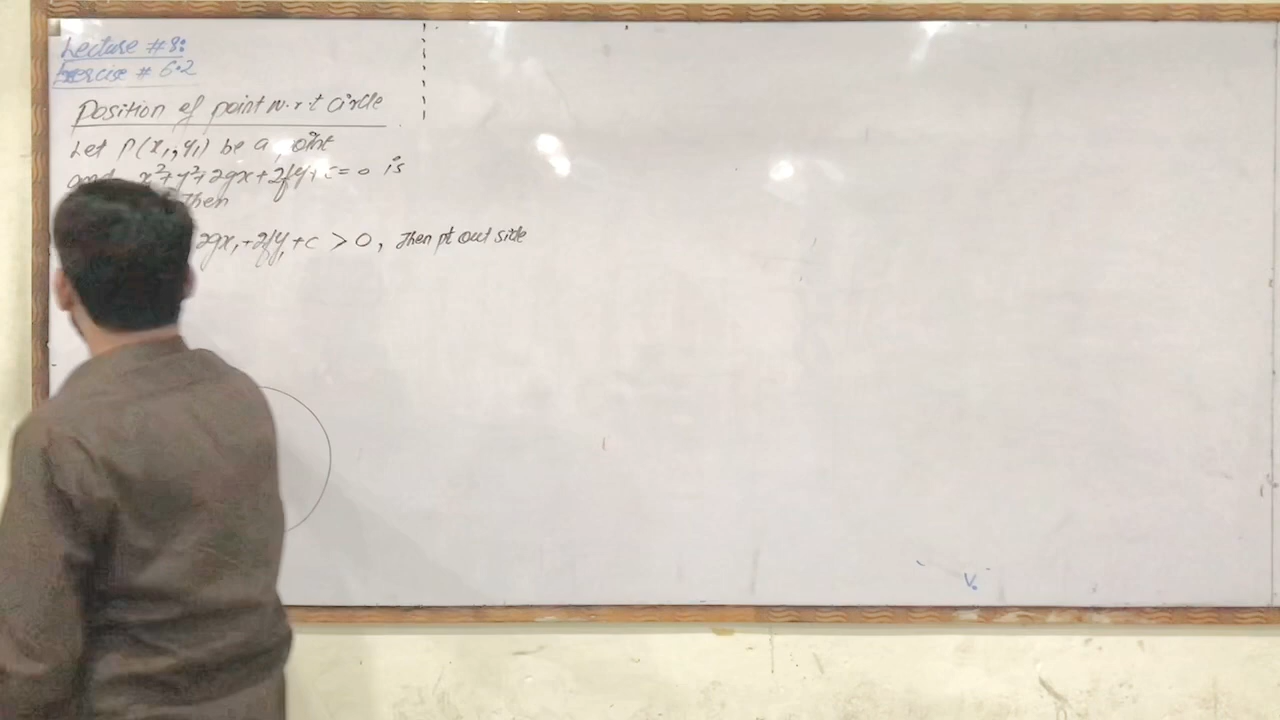 Lecture #8:
Exercise # 6.2
Position of point w.r.t Circle
Let P(x₁,y₁) be a point
and x²+y²+2gx+2fy+c=0 is
then
2gx₁+2fy₁+c > 0, then pt out side